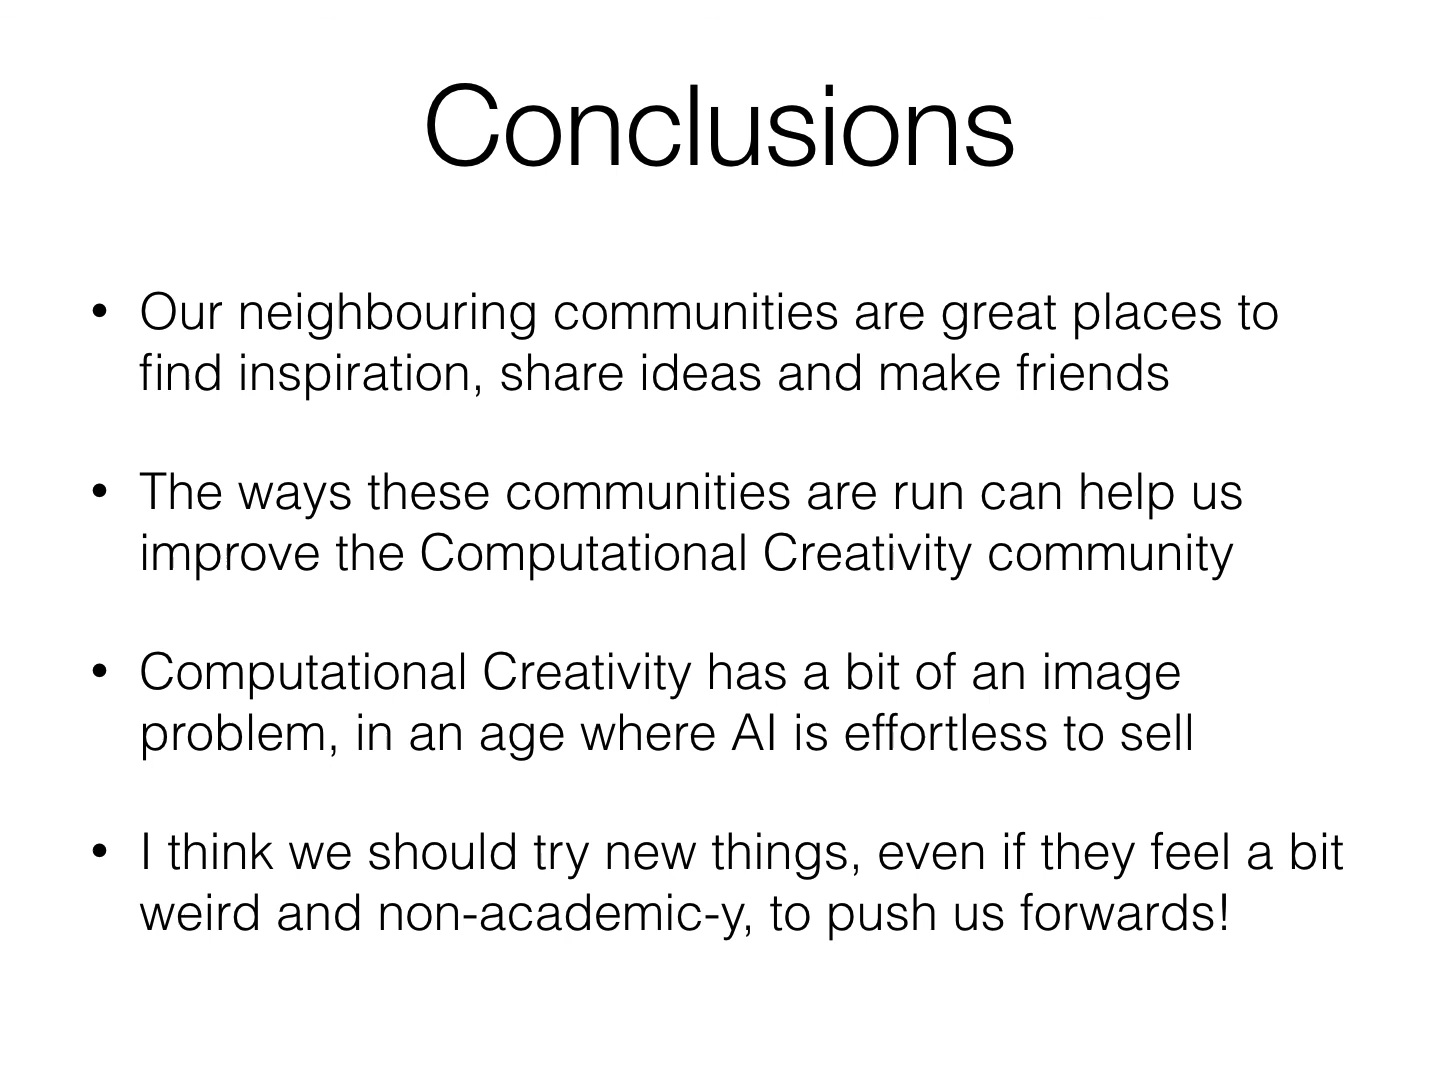 Conclusions
• Our neighbouring communities are great places to
find inspiration, share ideas and make friends
• The ways these communities are run can help us
improve the Computational Creativity community
• Computational Creativity has a bit of an image
problem, in an age where AI is effortless to sell
• I think we should try new things, even if they feel a bit
weird and non-academic-y, to push us forwards!